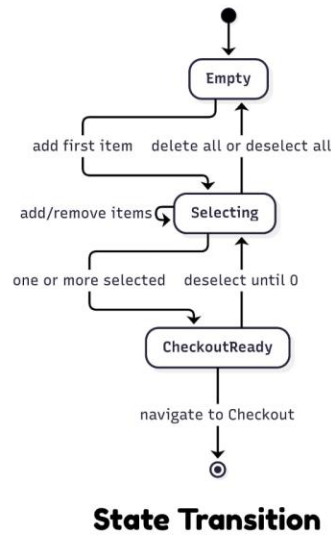 Empty
add first item
delete all or deselect all
Selecting
add/remove items
one or more selected
deselect until 0
CheckoutReady
navigate to Checkout
State Transition